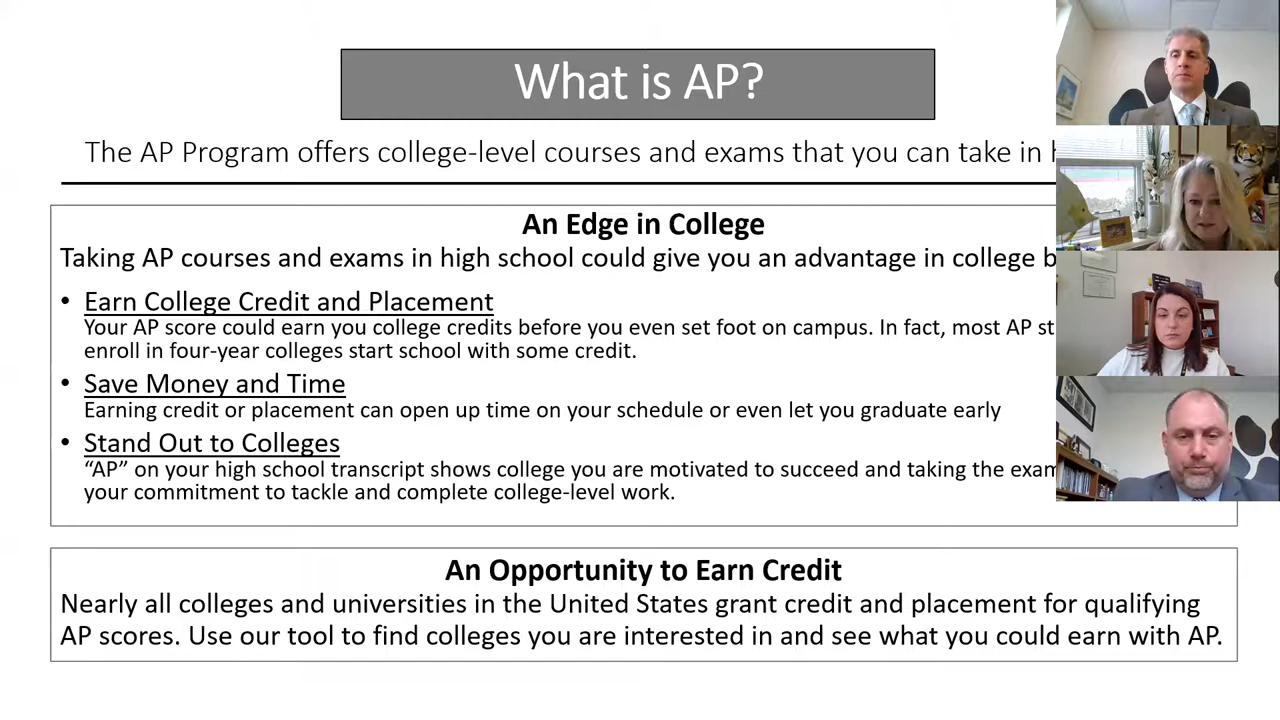 What is AP?
The AP Program offers college-level courses and exams that you can take in
An Edge in College
Taking AP courses and exams in high school could give you an advantage in college
• Earn College Credit and Placement
Your AP score could earn you college credits before you even set foot on campus. In fact, most AP
enroll in four-year colleges start school with some credit.
• Save Money and Time
Earning credit or placement can open up time on your schedule or even let you graduate early
• Stand Out to Colleges
“AP” on your high school transcript shows college you are motivated to succeed and taking the exam
your commitment to tackle and complete college-level work.
An Opportunity to Earn Credit
Nearly all colleges and universities in the United States grant credit and placement for qualifying
AP scores. Use our tool to find colleges you are interested in and see what you could earn with AP.